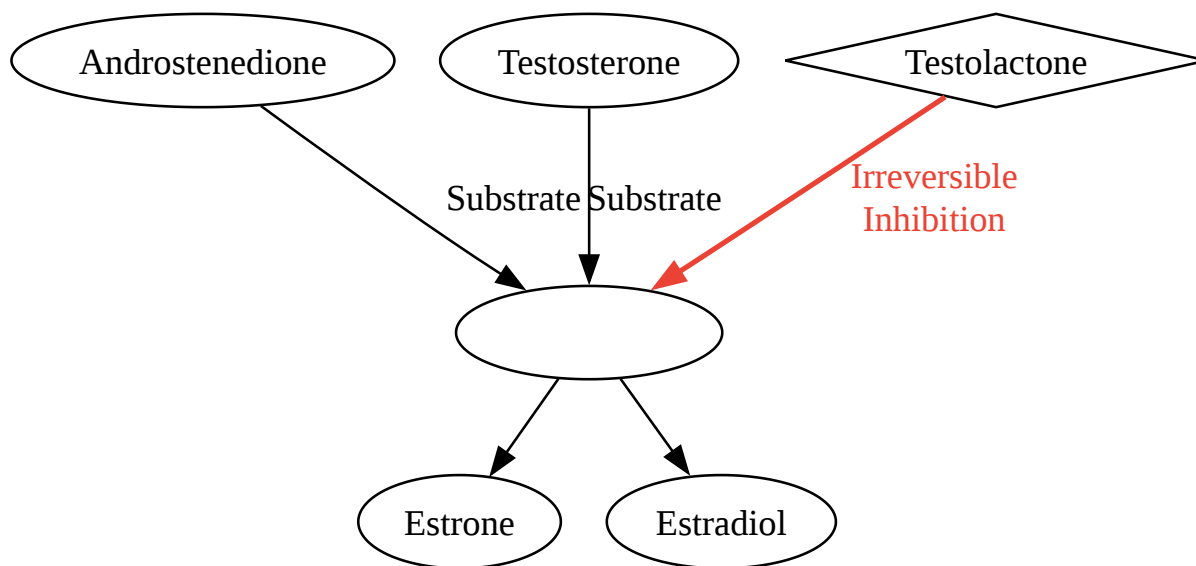 Androstenedione
Testosterone
Testolactone
Substrate
Substrate
Irreversible
Inhibition
Estrone
Estradiol